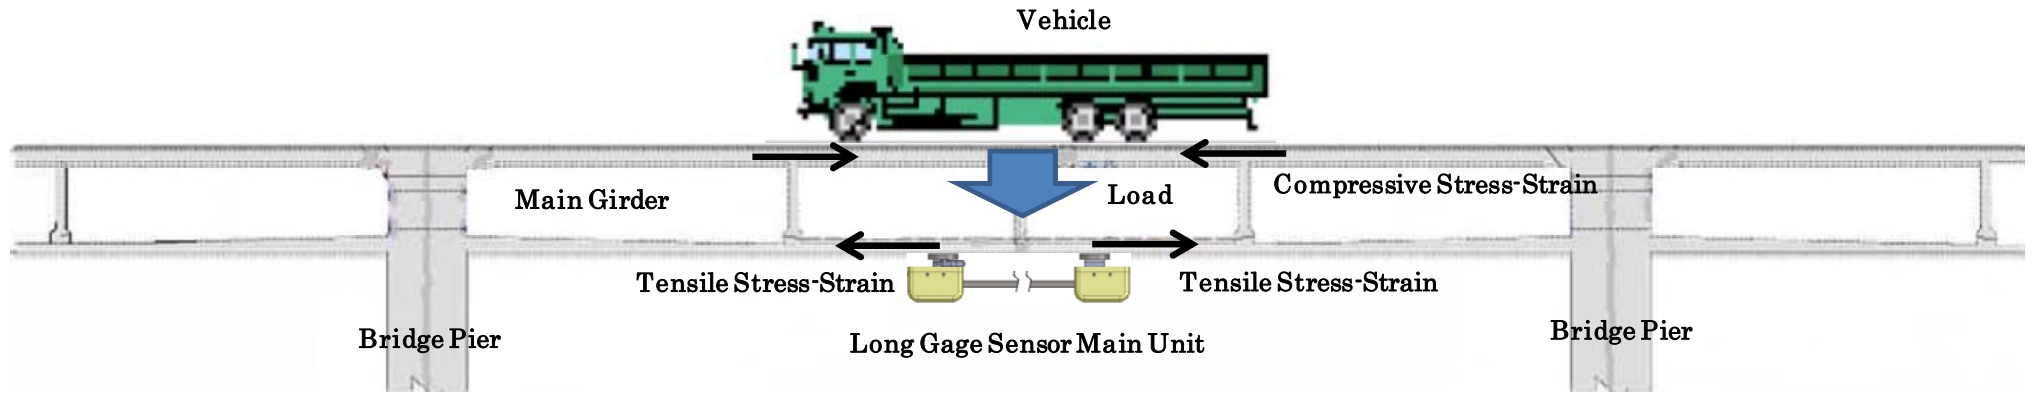 Vehicle
Compressive Stress-Strain
Main Girder
Load
Tensile Stress-Strain
Tensile Stress-Strain
Bridge Pier
Long Gage Sensor Main Unit
Bridge Pier